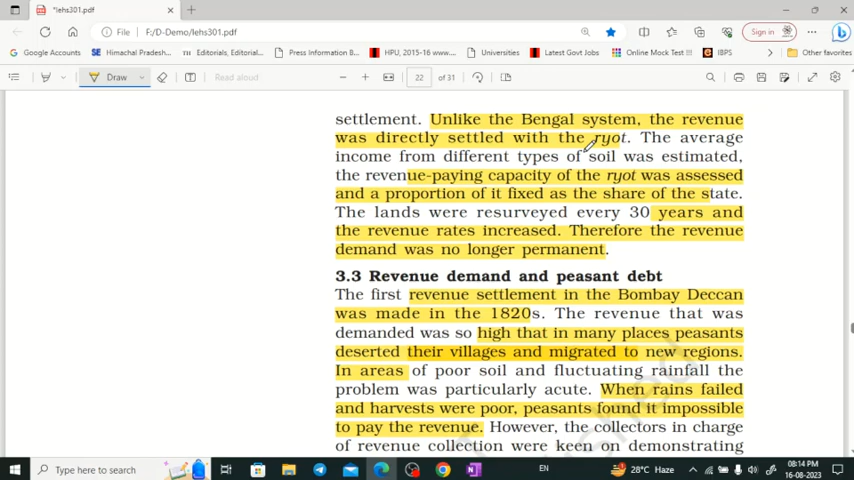 *lehs301.pdf
File
F:/D-Demo/lehs301.pdf
Sign in
Google Accounts
Himachal Pradesh...
Editorials, Editorial...
Press Information B...
HPU, 2015-16 www....
Universities
Latest Govt Jobs
Online Mock Test !!!
IBPS
Other favorites
Draw
Read aloud
22
of 31
settlement. Unlike the Bengal system, the revenue
was directly settled with the ryot. The average
income from different types of soil was estimated,
the revenue-paying capacity of the ryot was assessed
and a proportion of it fixed as the share of the state.
The lands were resurveyed every 30 years and
the revenue rates increased. Therefore the revenue
demand was no longer permanent.
3.3 Revenue demand and peasant debt
The first revenue settlement in the Bombay Deccan
was made in the 1820s. The revenue that was
demanded was so high that in many places peasants
deserted their villages and migrated to new regions.
In areas of poor soil and fluctuating rainfall the
problem was particularly acute. When rains failed
and harvests were poor, peasants found it impossible
to pay the revenue. However, the collectors in charge
of revenue collection were keen on demonstrating
Type here to search
EN
28°C Haze
08:14 PM
16-08-2023